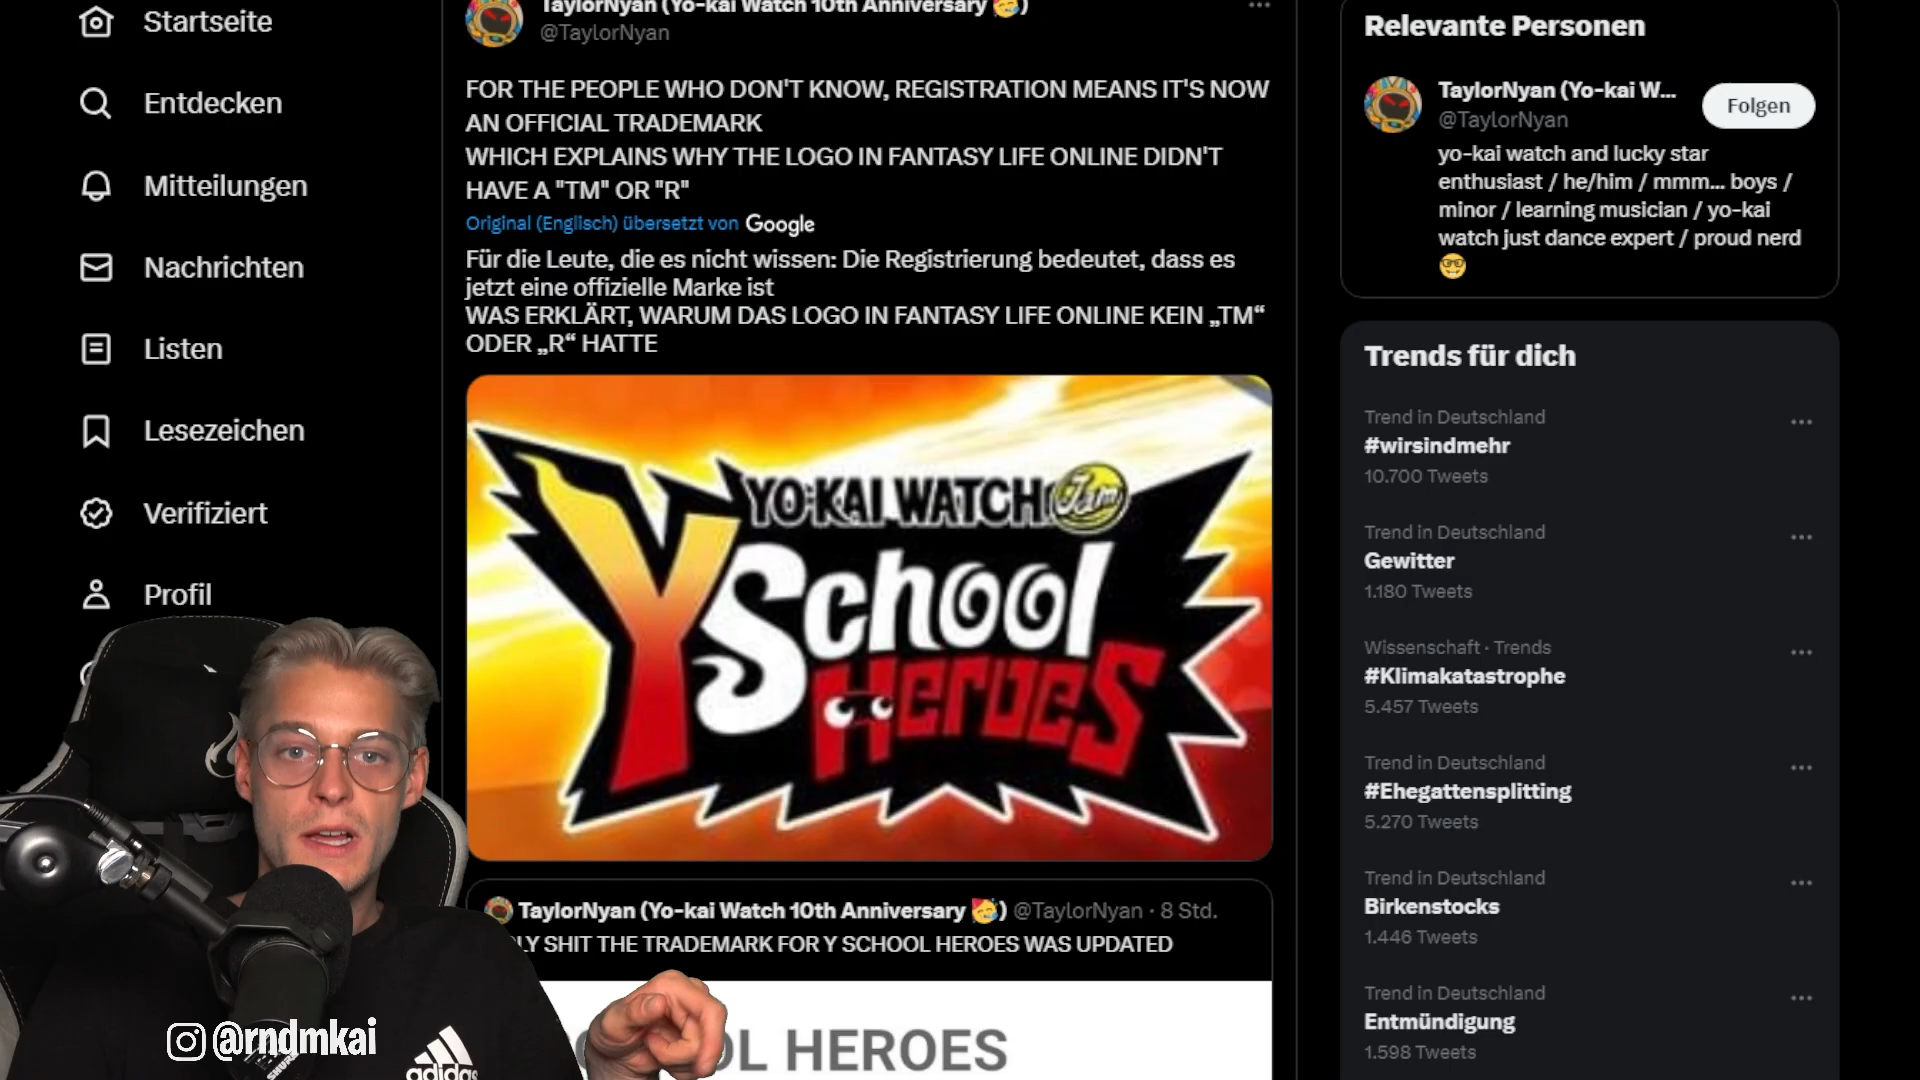 Startseite
Entdecken
Mitteilungen
Nachrichten
Listen
Lesezeichen
Verifiziert
Profil
TaylorNyan (Yo-kai Watch 10th Anniversary 🥳)
@TaylorNyan
FOR THE PEOPLE WHO DON'T KNOW, REGISTRATION MEANS IT'S NOW
AN OFFICIAL TRADEMARK
WHICH EXPLAINS WHY THE LOGO IN FANTASY LIFE ONLINE DIDN'T
HAVE A "TM" OR "R"
Original (Englisch) übersetzt von Google
Für die Leute, die es nicht wissen: Die Registrierung bedeutet, dass es
jetzt eine offizielle Marke ist
WAS ERKLÄRT, WARUM DAS LOGO IN FANTASY LIFE ONLINE KEIN „TM“
ODER „R“ HATTE
YO-KAI WATCH Jam
Y School
HEROES
TaylorNyan (Yo-kai Watch 10th Anniversary 🥳) @TaylorNyan · 8 Std.
LY SHIT THE TRADEMARK FOR Y SCHOOL HEROES WAS UPDATED
OL HEROES
@rndmkai
SHURE
adidas
Relevante Personen
TaylorNyan (Yo-kai W...
@TaylorNyan
Folgen
yo-kai watch and lucky star
enthusiast / he/him / mmm... boys /
minor / learning musician / yo-kai
watch just dance expert / proud nerd
🤓
Trends für dich
Trend in Deutschland
#wirsindmehr
10.700 Tweets
Trend in Deutschland
Gewitter
1.180 Tweets
Wissenschaft · Trends
#Klimakatastrophe
5.457 Tweets
Trend in Deutschland
#Ehegattensplitting
5.270 Tweets
Trend in Deutschland
Birkenstocks
1.446 Tweets
Trend in Deutschland
Entmündigung
1.598 Tweets